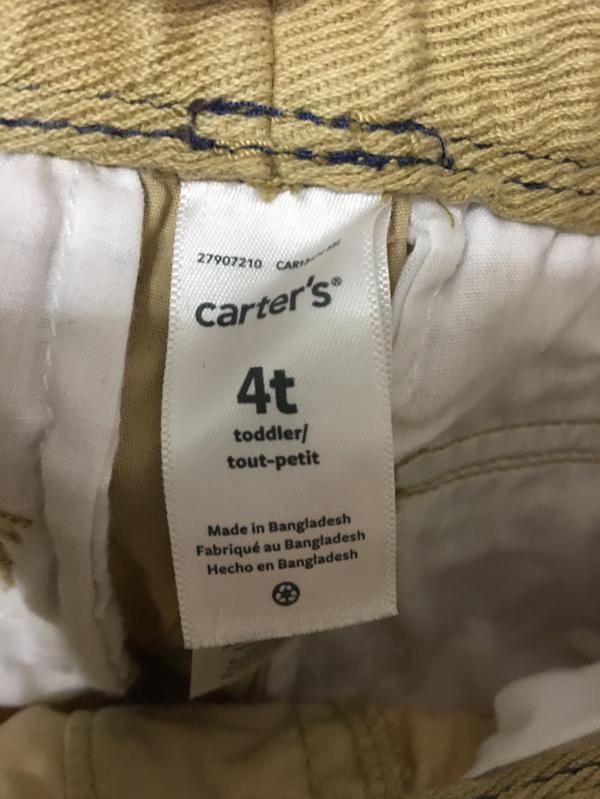 27907210
carter's®
4t
toddler/
tout-petit
Made in Bangladesh
Fabriqué au Bangladesh
Hecho en Bangladesh